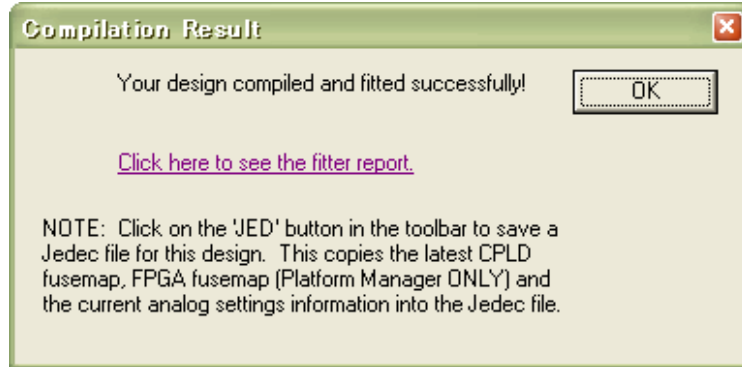 Compilation Result
Your design compiled and fitted successfully!
OK
Click here to see the fitter report.
NOTE:  Click on the 'JED' button in the toolbar to save a
Jedec file for this design.  This copies the latest CPLD
fusemap, FPGA fusemap (Platform Manager ONLY) and
the current analog settings information into the Jedec file.